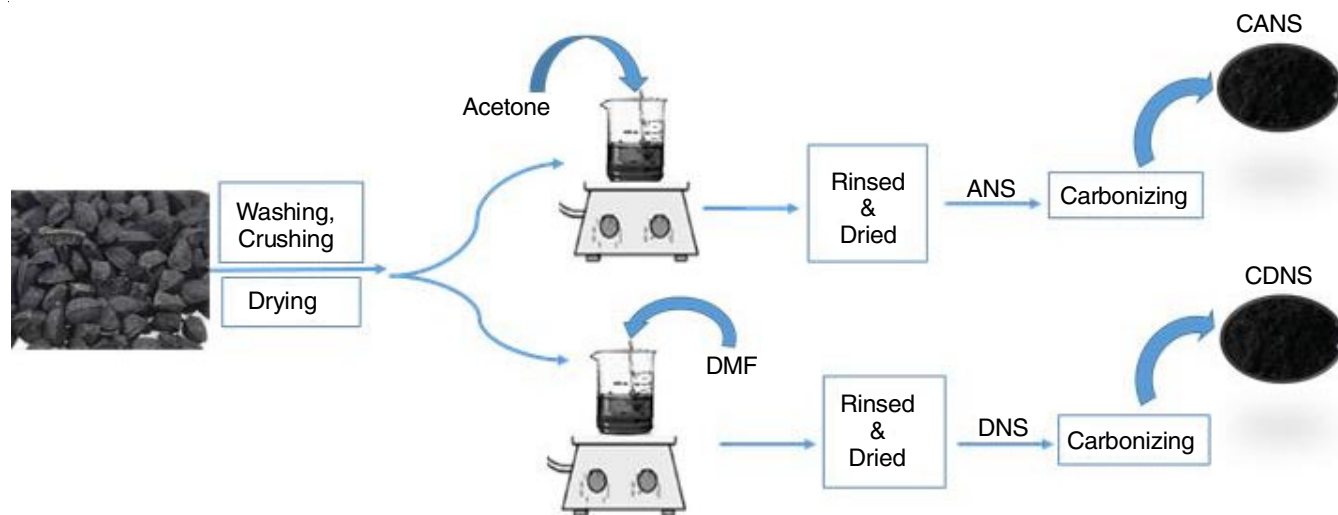 CANS
Acetone
Washing,
Crushing
Drying
Rinsed
&
Dried
ANS
Carbonizing
CDNS
DMF
Rinsed
&
Dried
DNS
Carbonizing